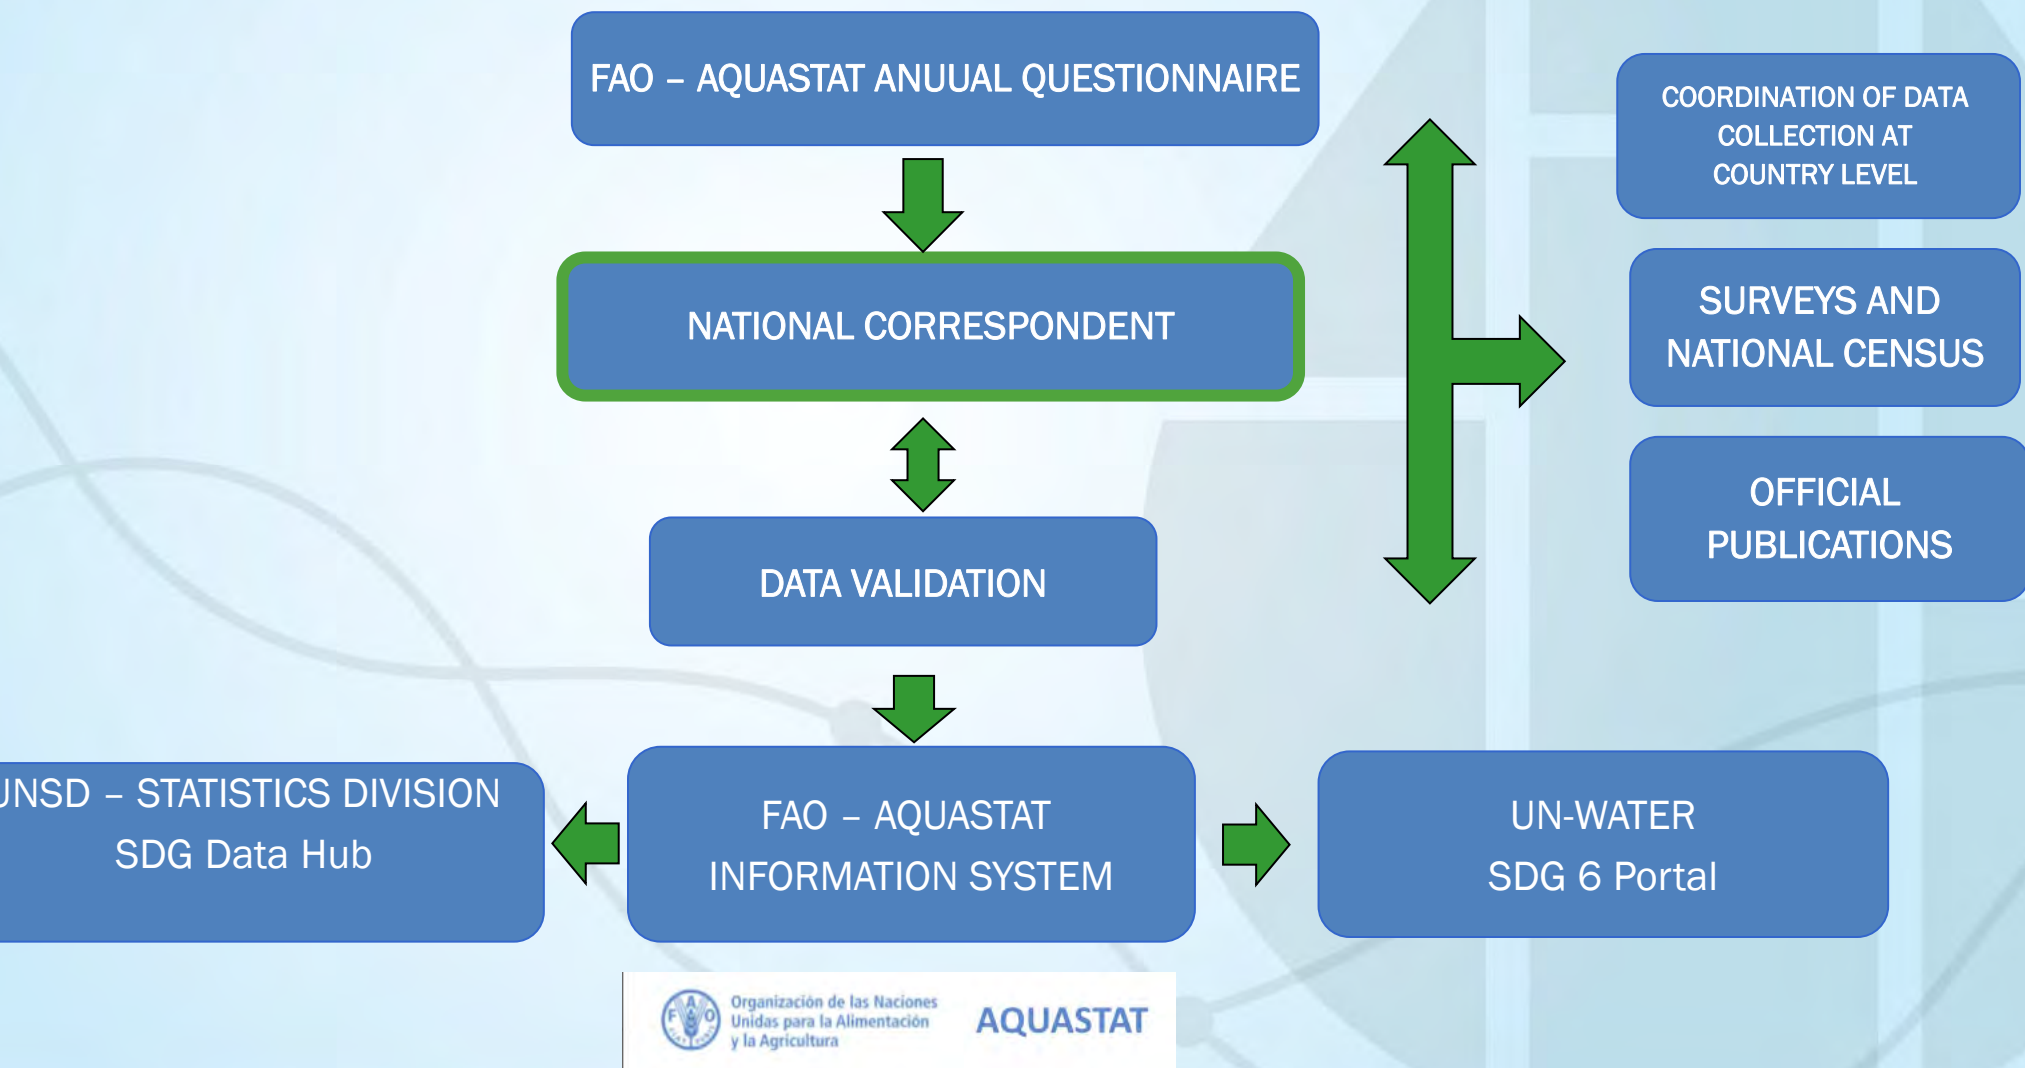 FAO – AQUASTAT ANUUAL QUESTIONNAIRE
COORDINATION OF DATA
COLLECTION AT
COUNTRY LEVEL
NATIONAL CORRESPONDENT
SURVEYS AND
NATIONAL CENSUS
OFFICIAL
PUBLICATIONS
DATA VALIDATION
UNSD – STATISTICS DIVISION
SDG Data Hub
FAO – AQUASTAT
INFORMATION SYSTEM
UN-WATER
SDG 6 Portal
Organización de las Naciones
Unidas para la Alimentación
y la Agricultura
AQUASTAT